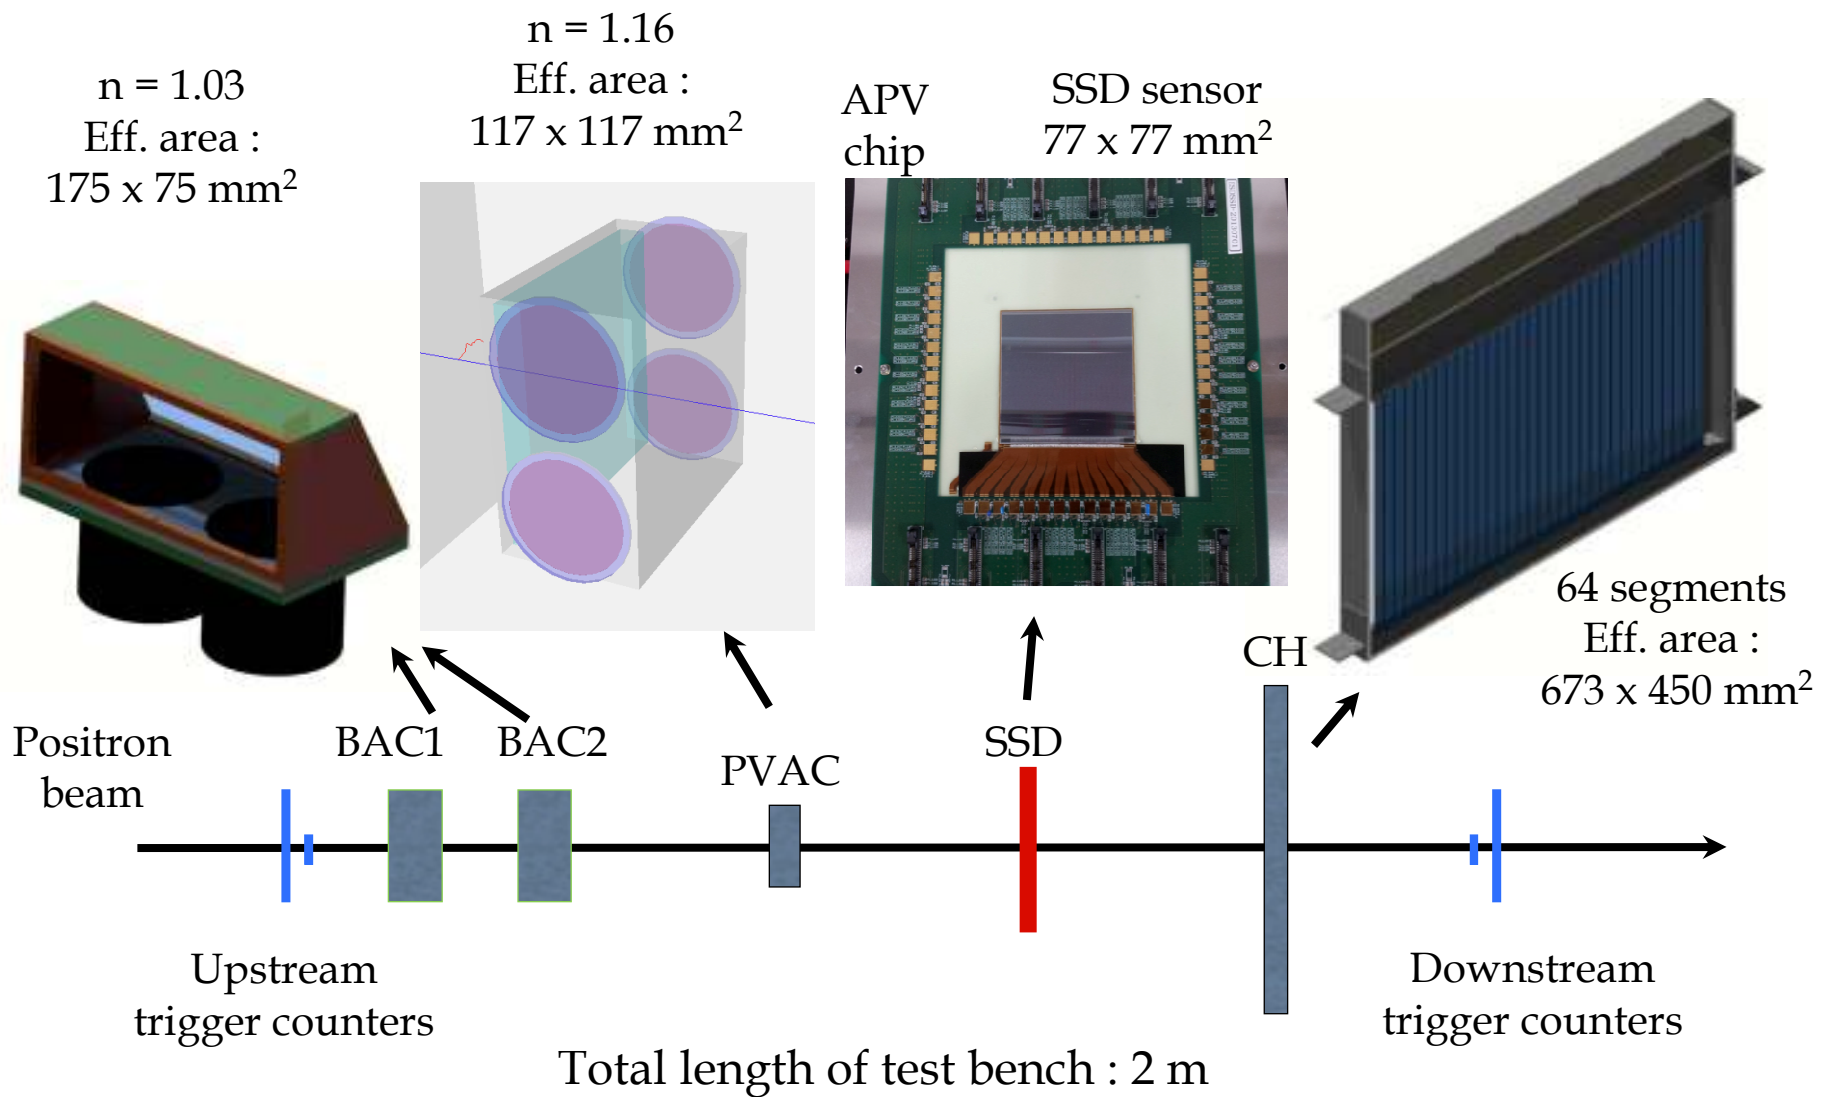 n = 1.03
Eff. area :
175 x 75 mm²
n = 1.16
Eff. area :
117 x 117 mm²
APV
chip
SSD sensor
77 x 77 mm²
64 segments
Eff. area :
673 x 450 mm²
Positron
beam
BAC1
BAC2
PVAC
SSD
CH
Upstream
trigger counters
Downstream
trigger counters
Total length of test bench : 2 m